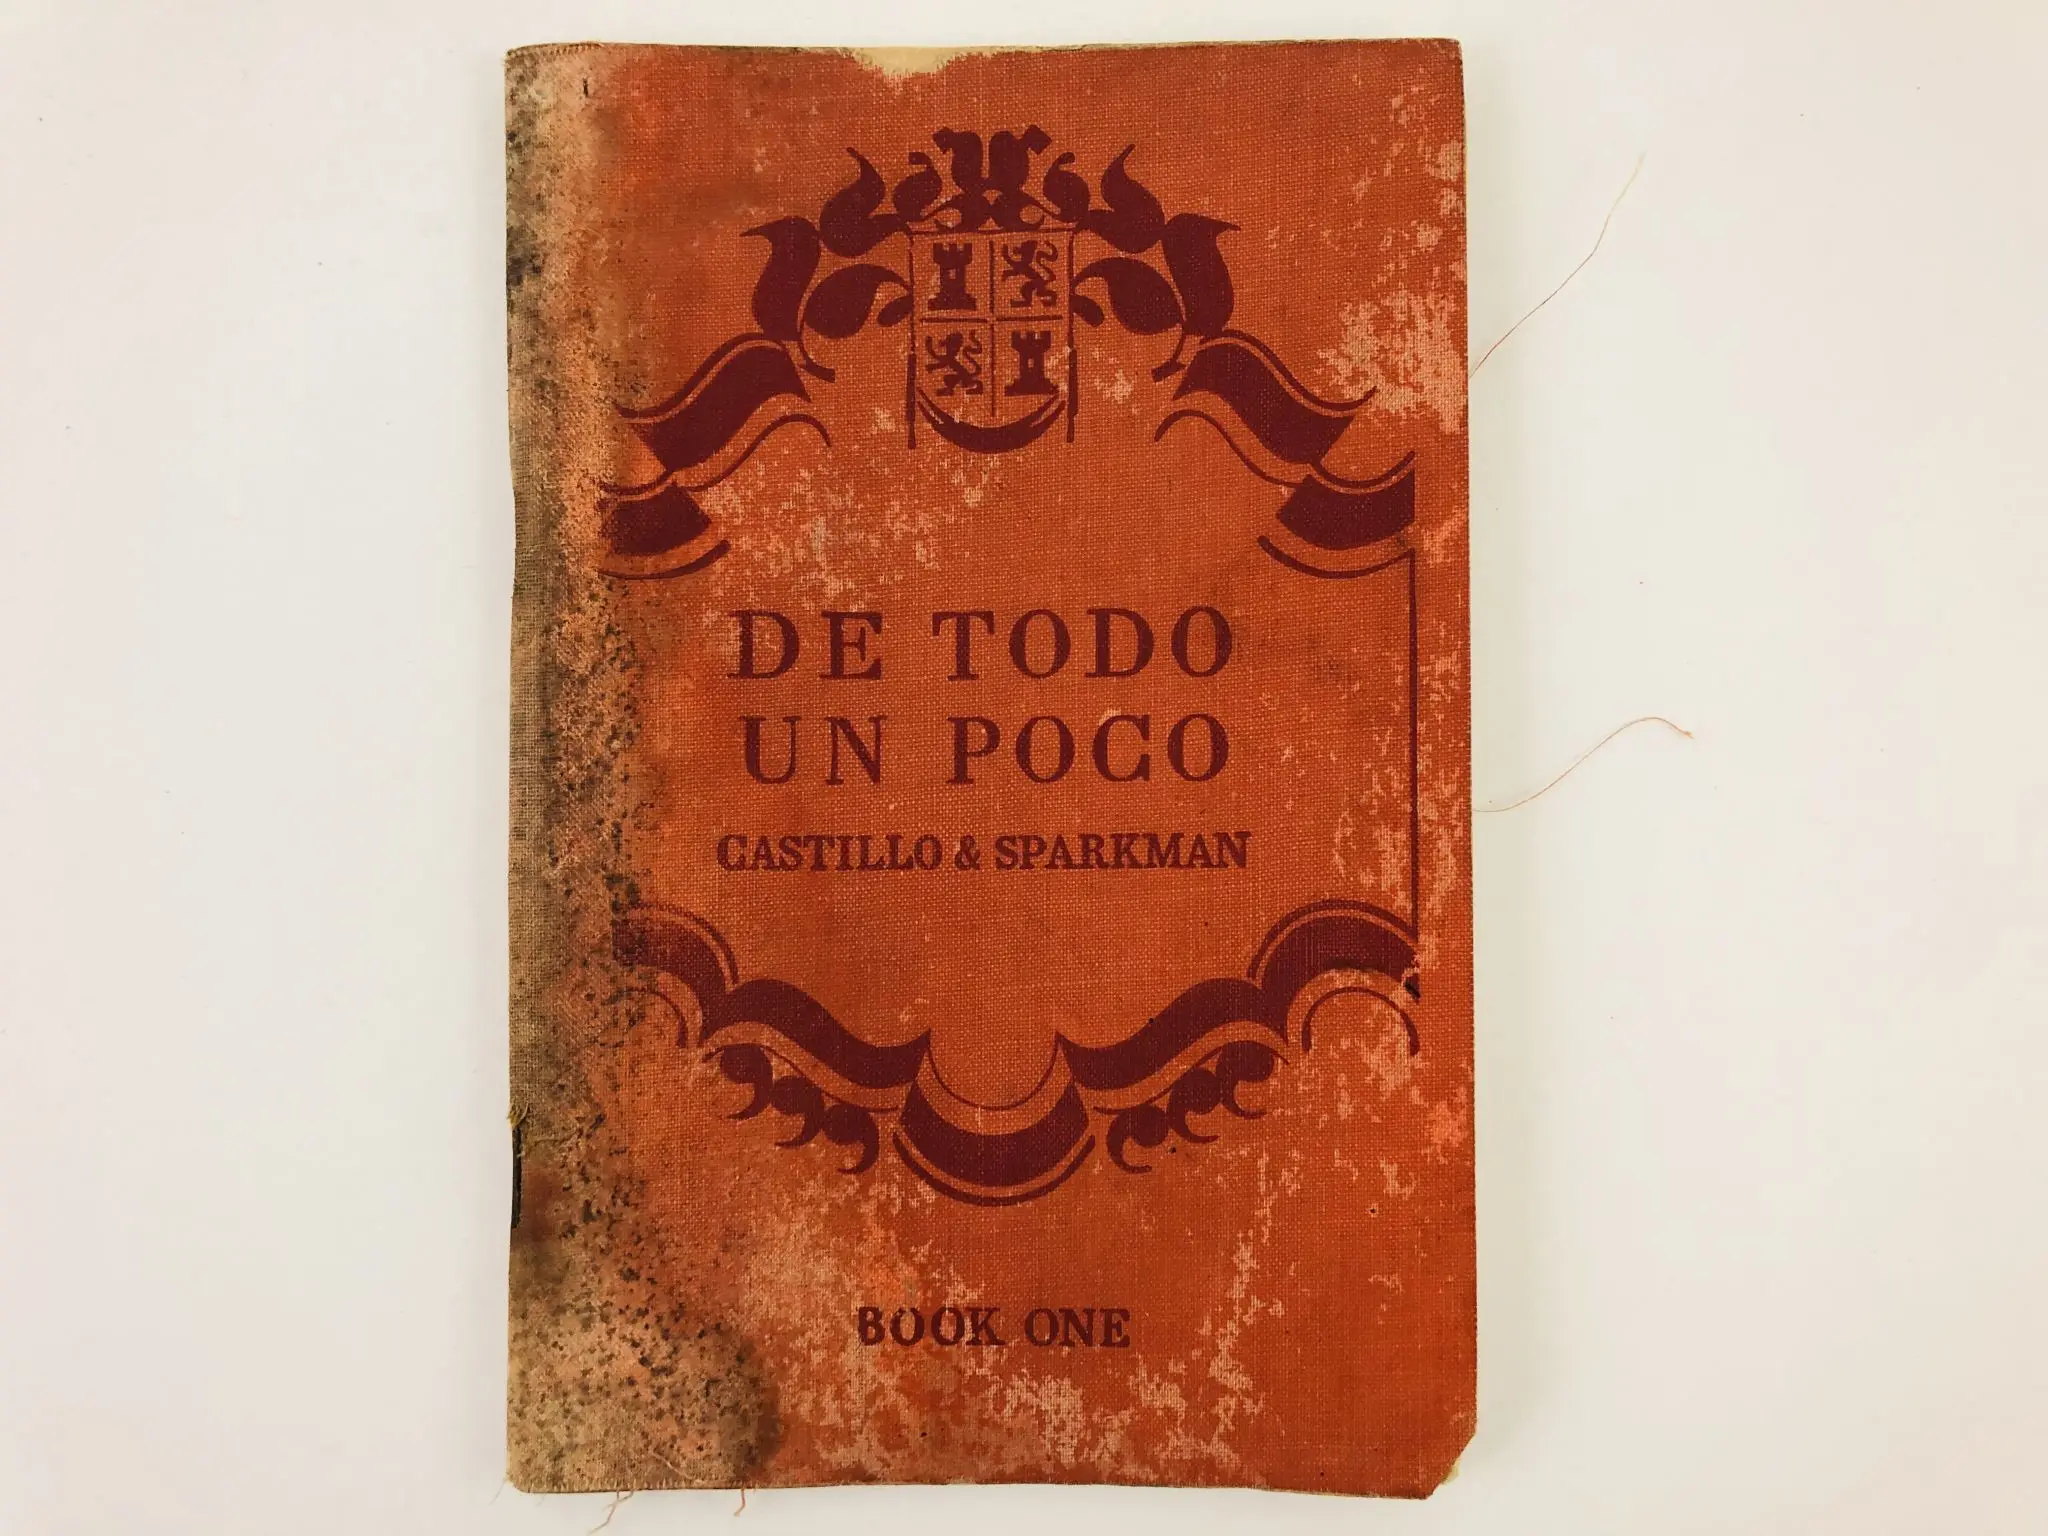 DE TODO
UN POCO
CASTILLO & SPARKMAN
BOOK ONE